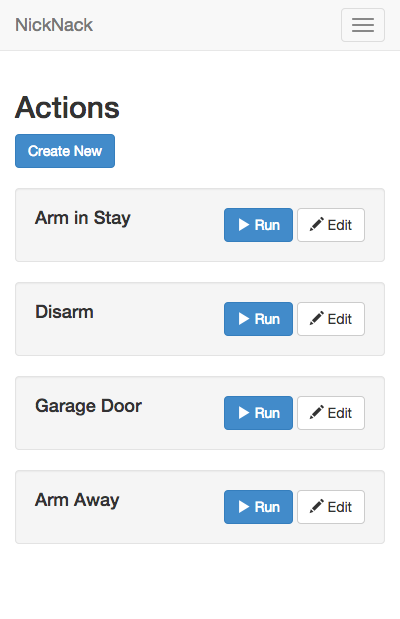 NickNack
Actions
Create New
Arm in Stay Run Edit
Disarm Run Edit
Garage Door Run Edit
Arm Away Run Edit